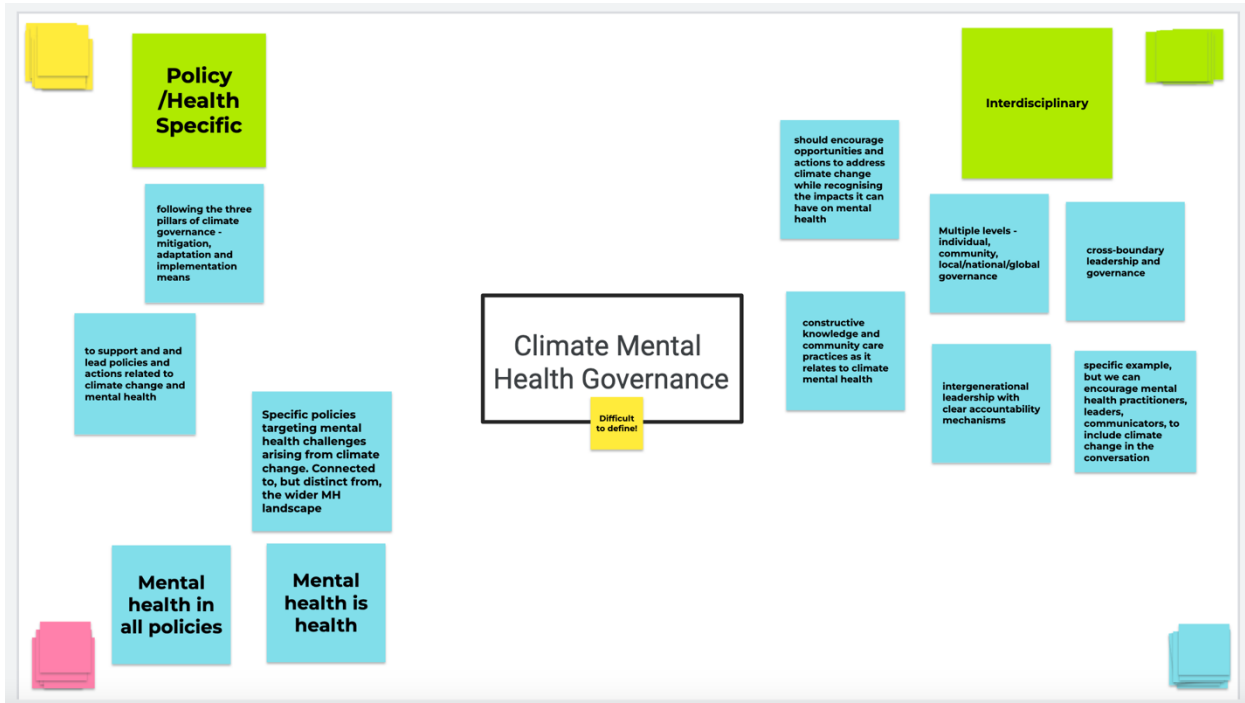 Policy
/Health
Specific
following the three
pillars of climate
governance -
mitigation,
adaptation and
implementation
means
to support and and
lead policies and
actions related to
climate change and
mental health
Specific policies
targeting mental
health challenges
arising from climate
change. Connected
to, but distinct from,
the wider MH
landscape
Mental
health in
all policies
Mental
health is
health
Climate Mental
Health Governance
Difficult
to define!
Interdisciplinary
should encourage
opportunities and
actions to address
climate change
while recognising
the impacts it can
have on mental
health
Multiple levels -
individual,
community,
local/national/global
governance
cross-boundary
leadership and
governance
constructive
knowledge and
community care
practices as it
relates to climate
mental health
intergenerational
leadership with
clear accountability
mechanisms
specific example,
but we can
encourage mental
health practitioners,
leaders,
communicators, to
include climate
change in the
conversation